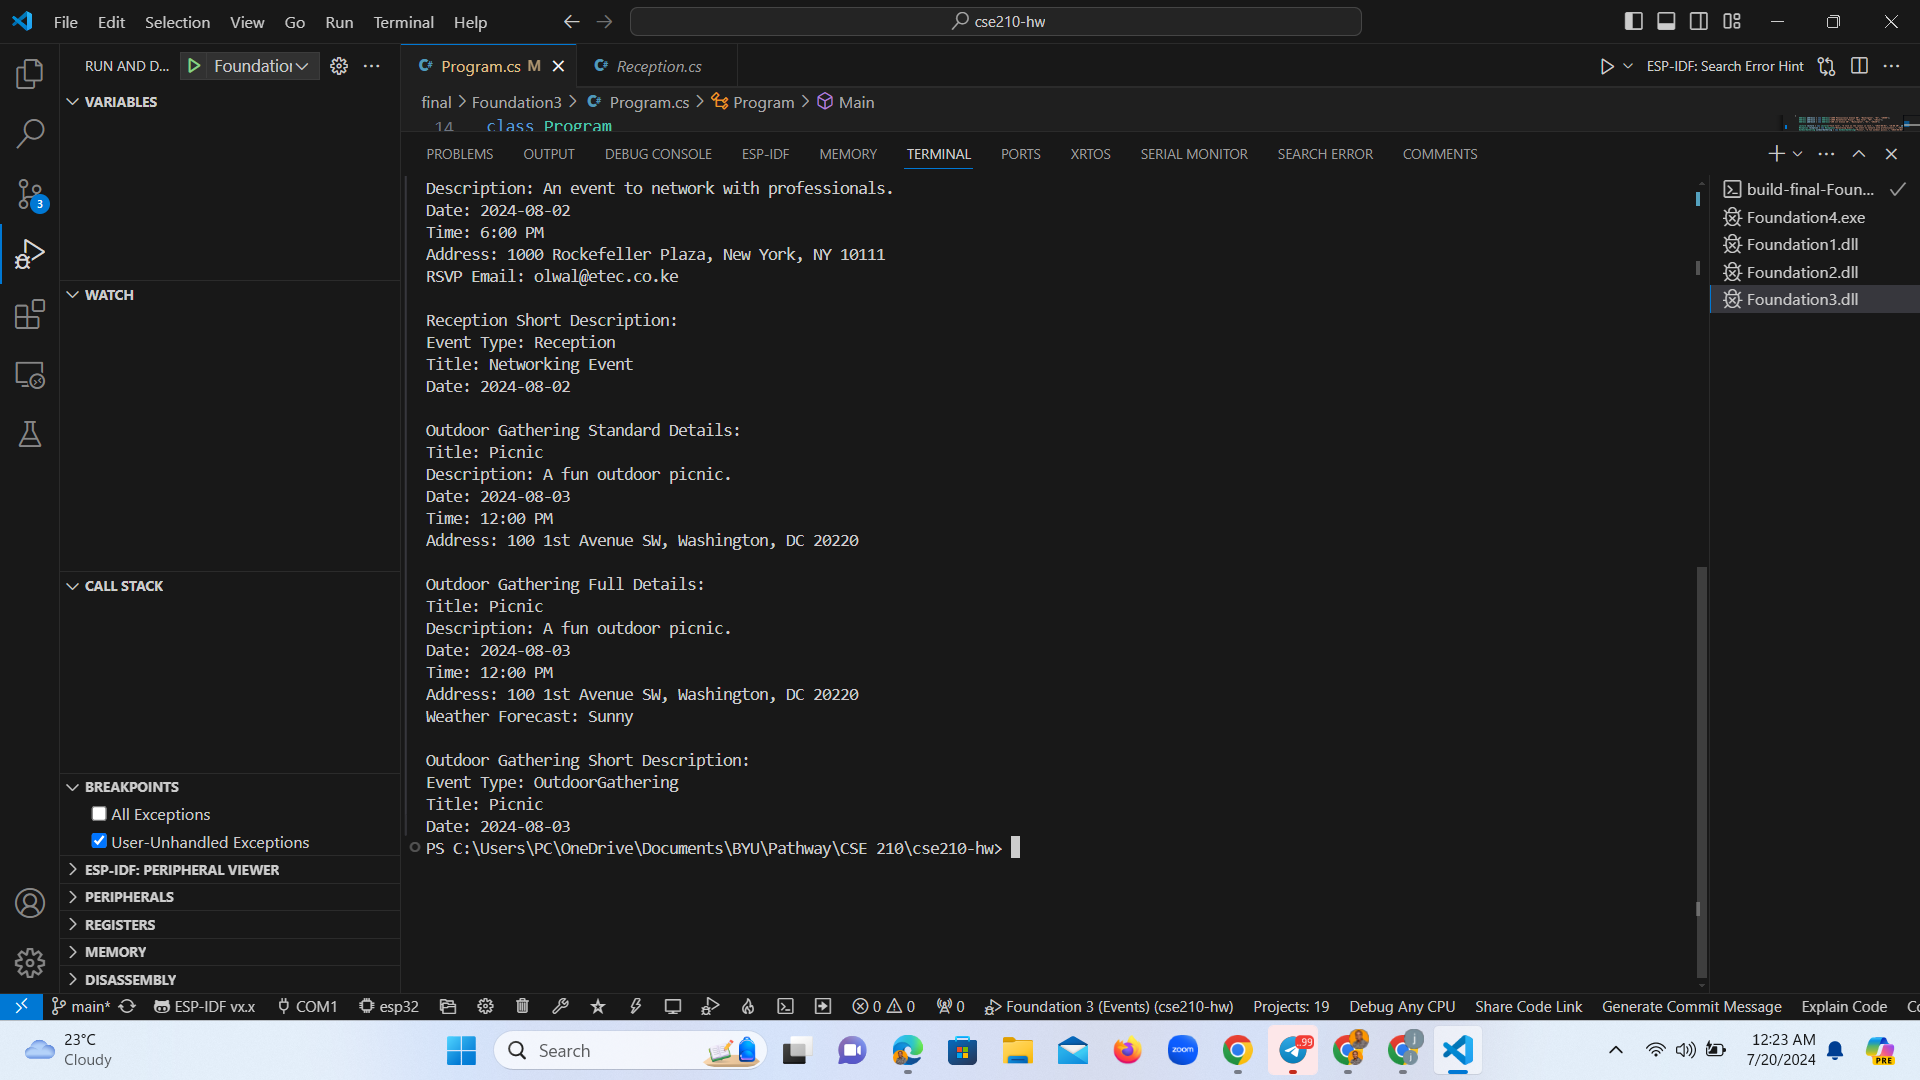 File Edit Selection View Go Run Terminal Help
cse210-hw
RUN AND D...
Foundation
Program.cs M
Reception.cs
ESP-IDF: Search Error Hint
VARIABLES
final > Foundation3 > Program.cs > Program > Main
14 class Program
PROBLEMS OUTPUT DEBUG CONSOLE ESP-IDF MEMORY TERMINAL PORTS XRTOS SERIAL MONITOR SEARCH ERROR COMMENTS
Description: An event to network with professionals.
Date: 2024-08-02
Time: 6:00 PM
Address: 1000 Rockefeller Plaza, New York, NY 10111
RSVP Email: olwal@etec.co.ke
Reception Short Description:
Event Type: Reception
Title: Networking Event
Date: 2024-08-02
Outdoor Gathering Standard Details:
Title: Picnic
Description: A fun outdoor picnic.
Date: 2024-08-03
Time: 12:00 PM
Address: 100 1st Avenue SW, Washington, DC 20220
Outdoor Gathering Full Details:
Title: Picnic
Description: A fun outdoor picnic.
Date: 2024-08-03
Time: 12:00 PM
Address: 100 1st Avenue SW, Washington, DC 20220
Weather Forecast: Sunny
Outdoor Gathering Short Description:
Event Type: OutdoorGathering
Title: Picnic
Date: 2024-08-03
PS C:\Users\PC\OneDrive\Documents\BYU\Pathway\CSE 210\cse210-hw>
build-final-Foun...
Foundation4.exe
Foundation1.dll
Foundation2.dll
Foundation3.dll
3
WATCH
CALL STACK
BREAKPOINTS
All Exceptions
User-Unhandled Exceptions
ESP-IDF: PERIPHERAL VIEWER
PERIPHERALS
REGISTERS
MEMORY
DISASSEMBLY
main* ESP-IDF vx.x COM1 esp32 0 0 0 Foundation 3 (Events) (cse210-hw) Projects: 19 Debug Any CPU Share Code Link Generate Commit Message Explain Code
23°C
Cloudy
Search
zoom
99
12:23 AM
7/20/2024
PRE